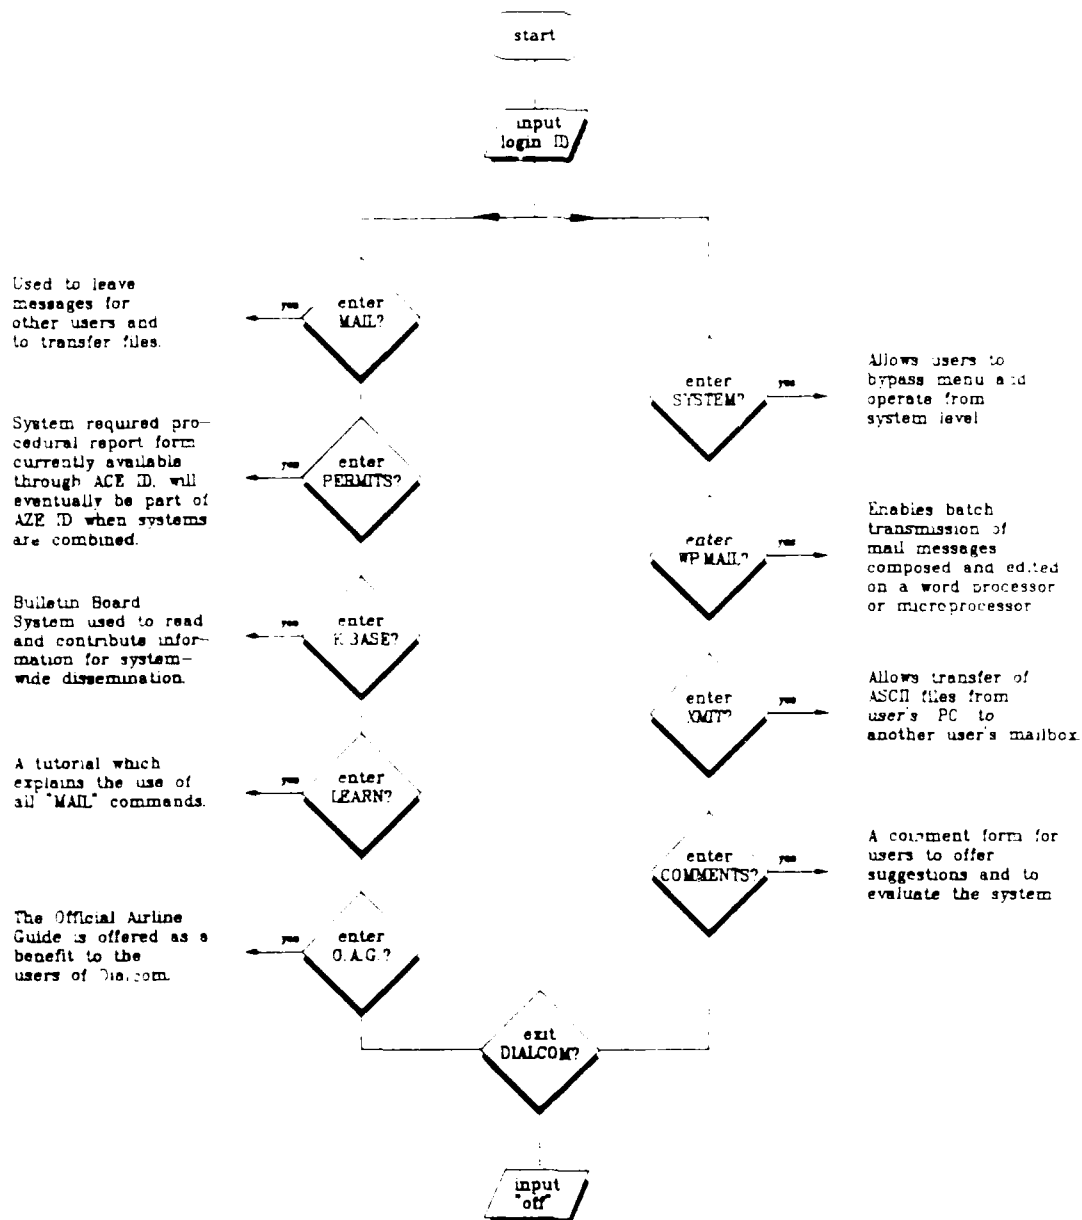 start
input
login ID
Used to leave
messages for
other users and
to transfer files.
yes
enter
MAIL?
System required pro-
cedural report form
currently available
through ACE ID, will
eventually be part of
AZE ID when systems
are combined.
yes
enter
PERMITS?
Bulletin Board
System used to read
and contribute infor-
mation for system-
wide dissemination.
yes
enter
BASE?
A tutorial which
explains the use of
all "MAIL" commands.
yes
enter
LEARN?
The Official Airline
Guide is offered as a
benefit to the
users of Dialcom.
yes
enter
O.A.G.?
enter
SYSTEM?
yes
Allows users to
bypass menu and
operate from
system level
enter
WP.MAIL?
yes
Enables batch
transmission of
mail messages
composed and edited
on a word processor
or microprocessor
enter
XMIT?
yes
Allows transfer of
ASCII files from
user's PC to
another user's mailbox.
enter
COMMENTS?
yes
A comment form for
users to offer
suggestions and to
evaluate the system
exit
DIALCOM?
input
"off"